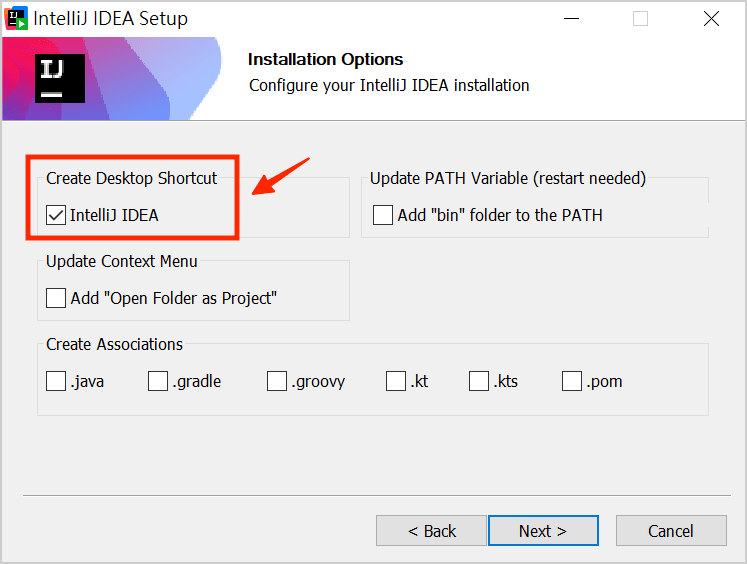 IntelliJ IDEA Setup
IJ
Installation Options
Configure your IntelliJ IDEA installation
Create Desktop Shortcut
IntelliJ IDEA
Update PATH Variable (restart needed)
Add "bin" folder to the PATH
Update Context Menu
Add "Open Folder as Project"
Create Associations
.java .gradle .groovy .kt .kts .pom
< Back Next > Cancel